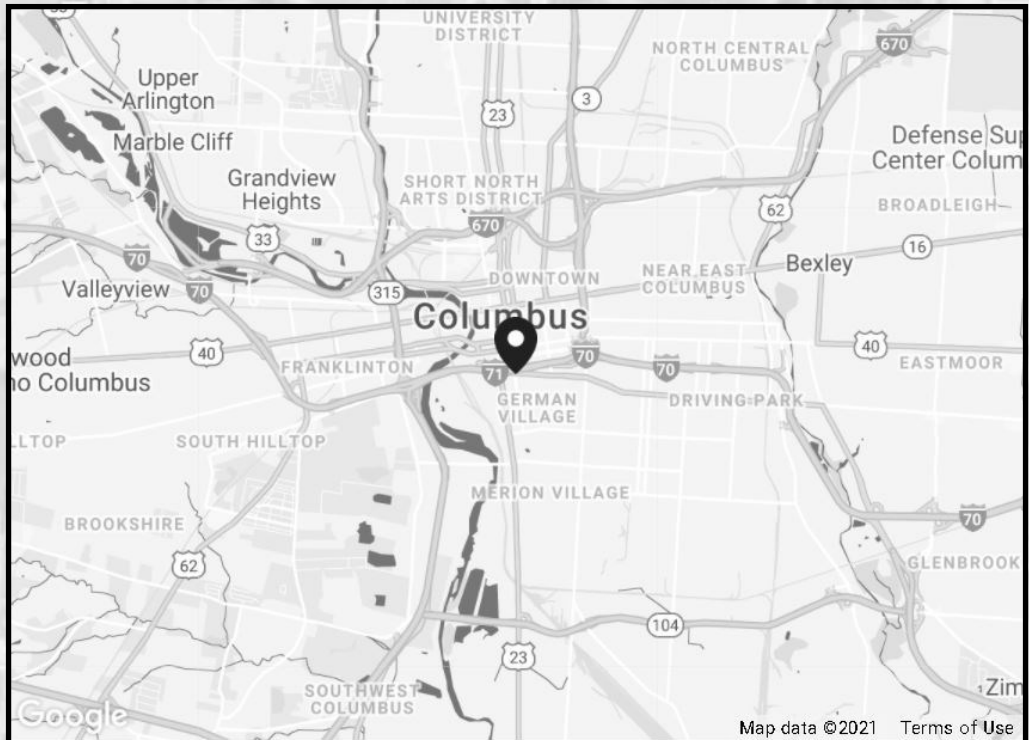 33
UNIVERSITY
DISTRICT
NORTH CENTRAL
COLUMBUS
670
Upper
Arlington
23
3
Marble Cliff
Defense Sup
Center Colum
Grandview
Heights
SHORT NORTH
ARTS DISTRICT
62
BROADLEIGH
670
33
16
70
Bexley
NEAR EAST
COLUMBUS
DOWNTOWN
Valleyview
70
315
Columbus
40
40
wood
no Columbus
FRANKLINTON
71
70
70
EASTMOOR
GERMAN
VILLAGE
DRIVING PARK
LLTOP
SOUTH HILLTOP
MERION VILLAGE
BROOKSHIRE
70
62
GLENBROOK
104
23
SOUTHWEST
COLUMBUS
Zim
Google
Map data ©2021 Terms of Use